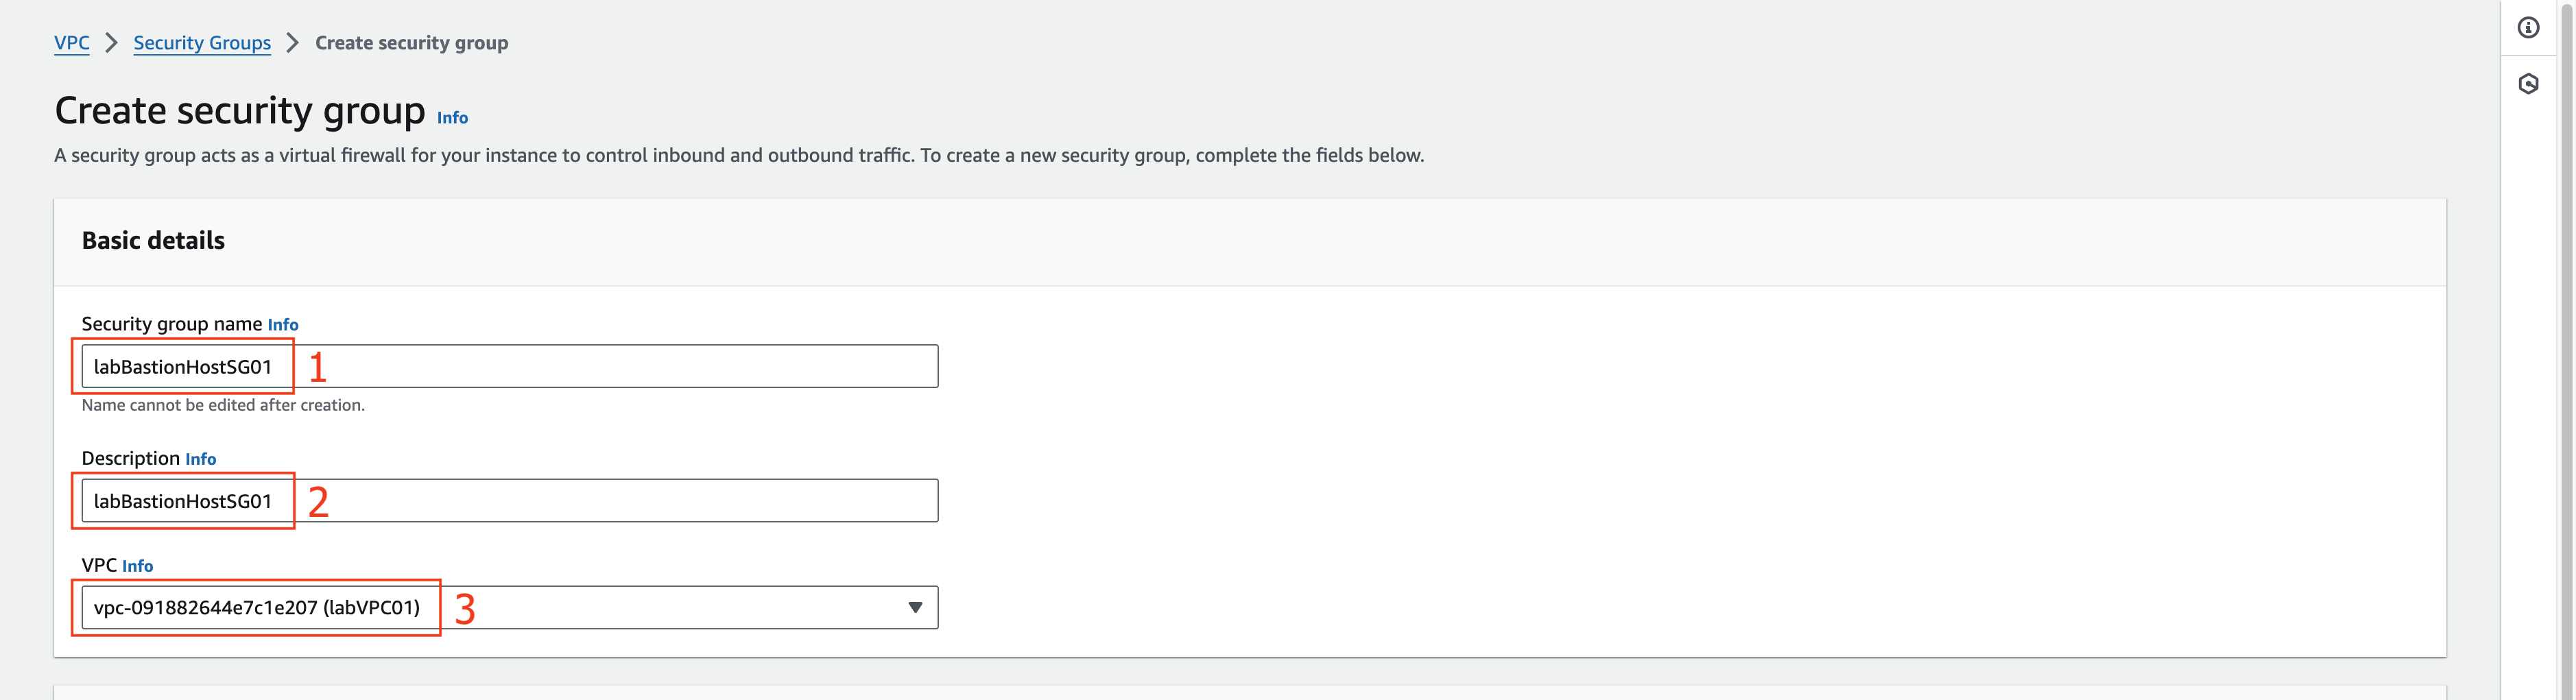 VPC > Security Groups > Create security group
Create security group Info
A security group acts as a virtual firewall for your instance to control inbound and outbound traffic. To create a new security group, complete the fields below.
Basic details
Security group name Info
labBastionHostSG01 1
Name cannot be edited after creation.
Description Info
labBastionHostSG01 2
VPC Info
vpc-091882644e7c1e207 (labVPC01) 3